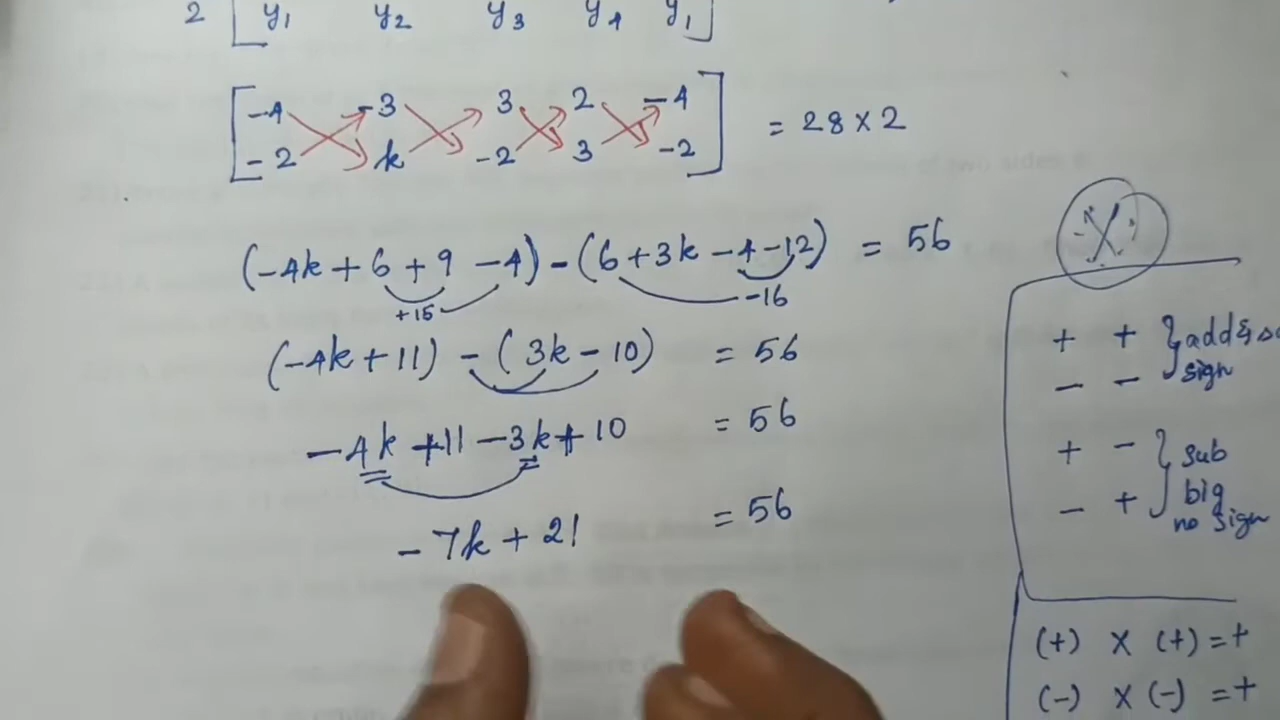 2 [ y₁ y₂ y₃ y₄ y₁ ]
[ -4 -3 3 2 -4
-2 k -2 3 -2 ] = 28 × 2
(-4k + 6 + 9 - 4) - (6 + 3k - 4 - 12) = 56
+15 -16
(-4k + 11) - (3k - 10) = 56
-4k + 11 - 3k + 10 = 56
-7k + 21 = 56
+ + } add &
- - sign
+ - } sub
big
- + no sign
(+) × (+) = +
(-) × (-) = +